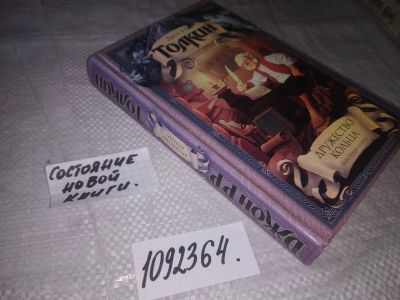 ТОЛКИН
ДРУЖЕСТВО
КОЛЬЦА
ТОЛКИН
ДЖОН Р.Р.
СОСТОЯНИЕ
НОВОЙ
КНИГИ.
1092364.